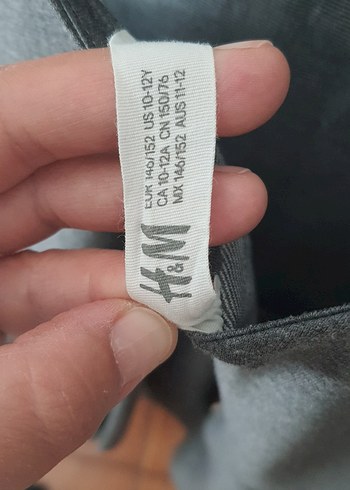 H&M
EUR 146/152 US 10-12Y
CA 10-12A CN 150/76
MX 146/152 AUS 11-12